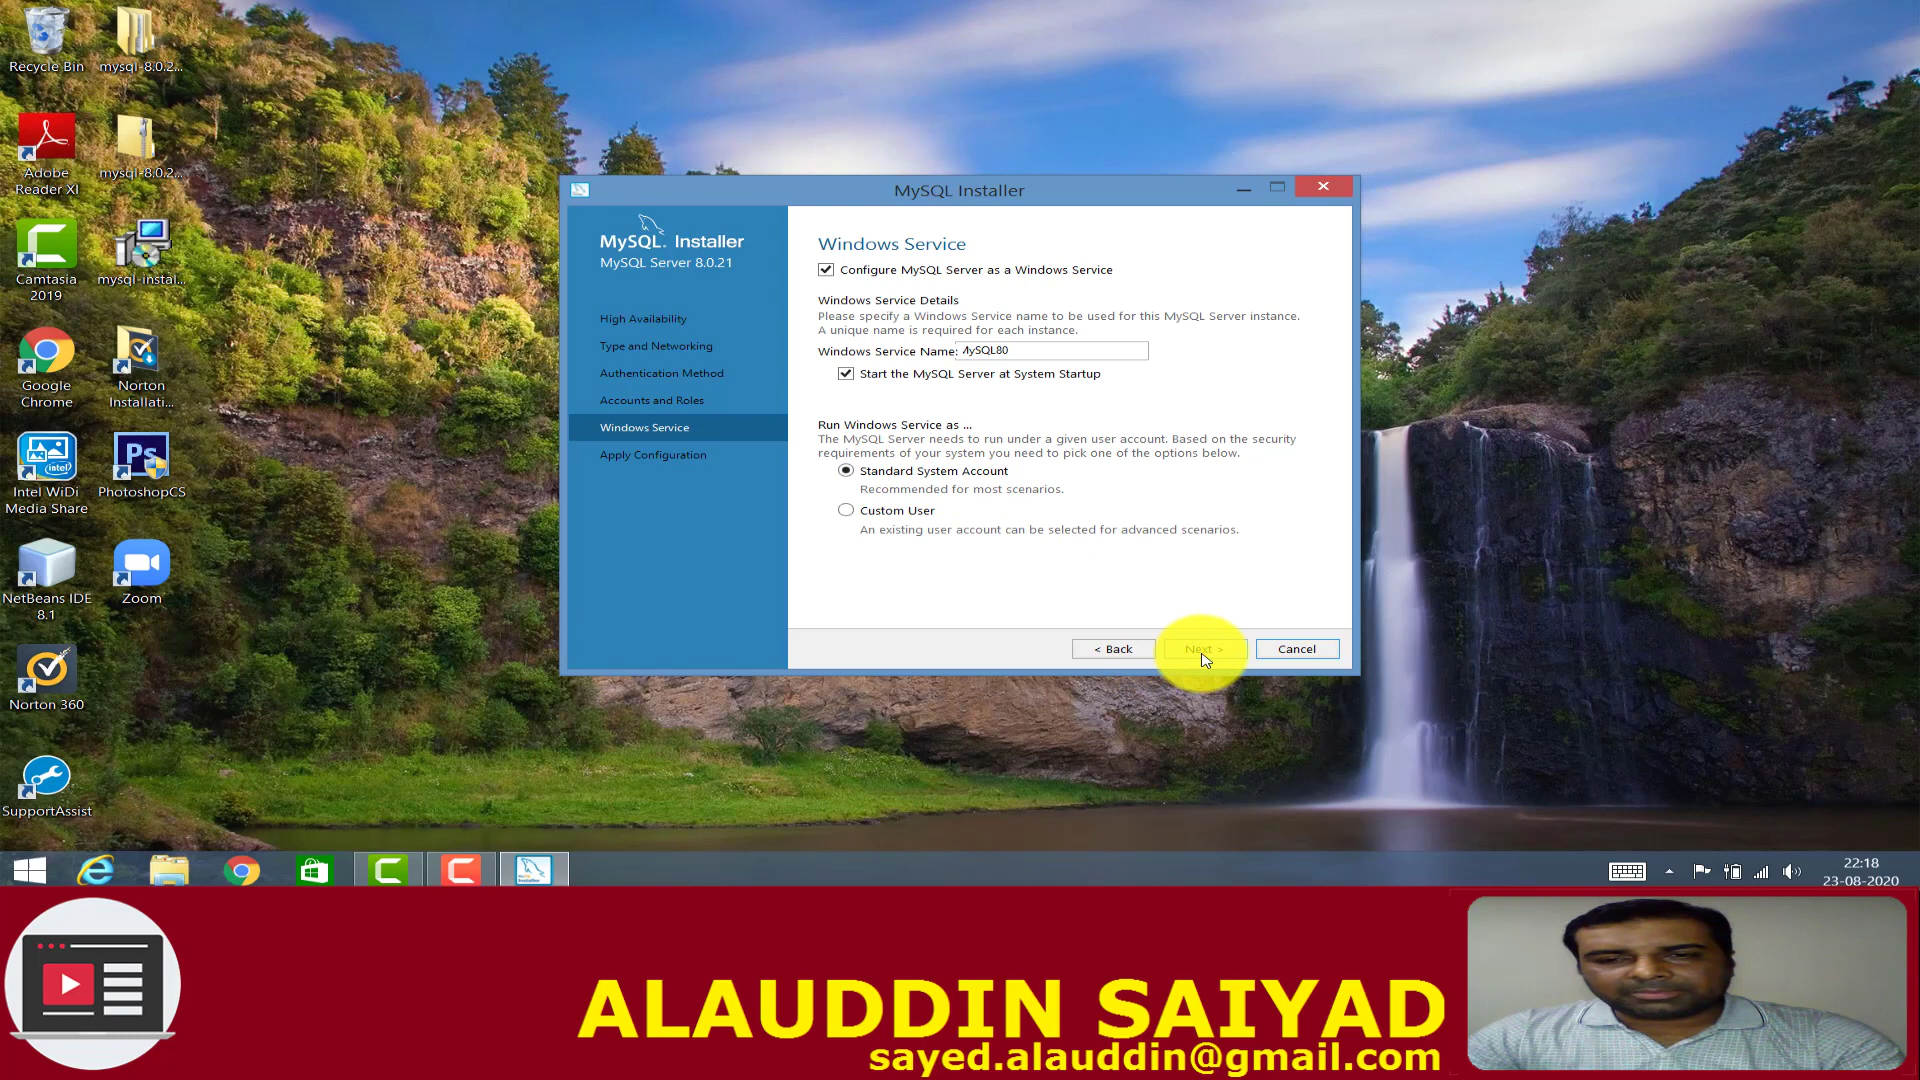 Recycle Bin
mysql-8.0.2...
Adobe
Reader XI
mysql-8.0.2...
Camtasia
2019
mysql-instal...
Google
Chrome
Norton
Installati...
Intel WiDi
Media Share
PhotoshopCS
NetBeans IDE
8.1
Zoom
Norton 360
SupportAssist
MySQL Installer
MySQL. Installer
MySQL Server 8.0.21
High Availability
Type and Networking
Authentication Method
Accounts and Roles
Windows Service
Apply Configuration
Windows Service
Configure MySQL Server as a Windows Service
Windows Service Details
Please specify a Windows Service name to be used for this MySQL Server instance.
A unique name is required for each instance.
Windows Service Name: MySQL80
Start the MySQL Server at System Startup
Run Windows Service as ...
The MySQL Server needs to run under a given user account. Based on the security
requirements of your system you need to pick one of the options below.
Standard System Account
Recommended for most scenarios.
Custom User
An existing user account can be selected for advanced scenarios.
< Back
Next >
Cancel
22:18
23-08-2020
ALAUDDIN SAIYAD
sayed.alauddin@gmail.com